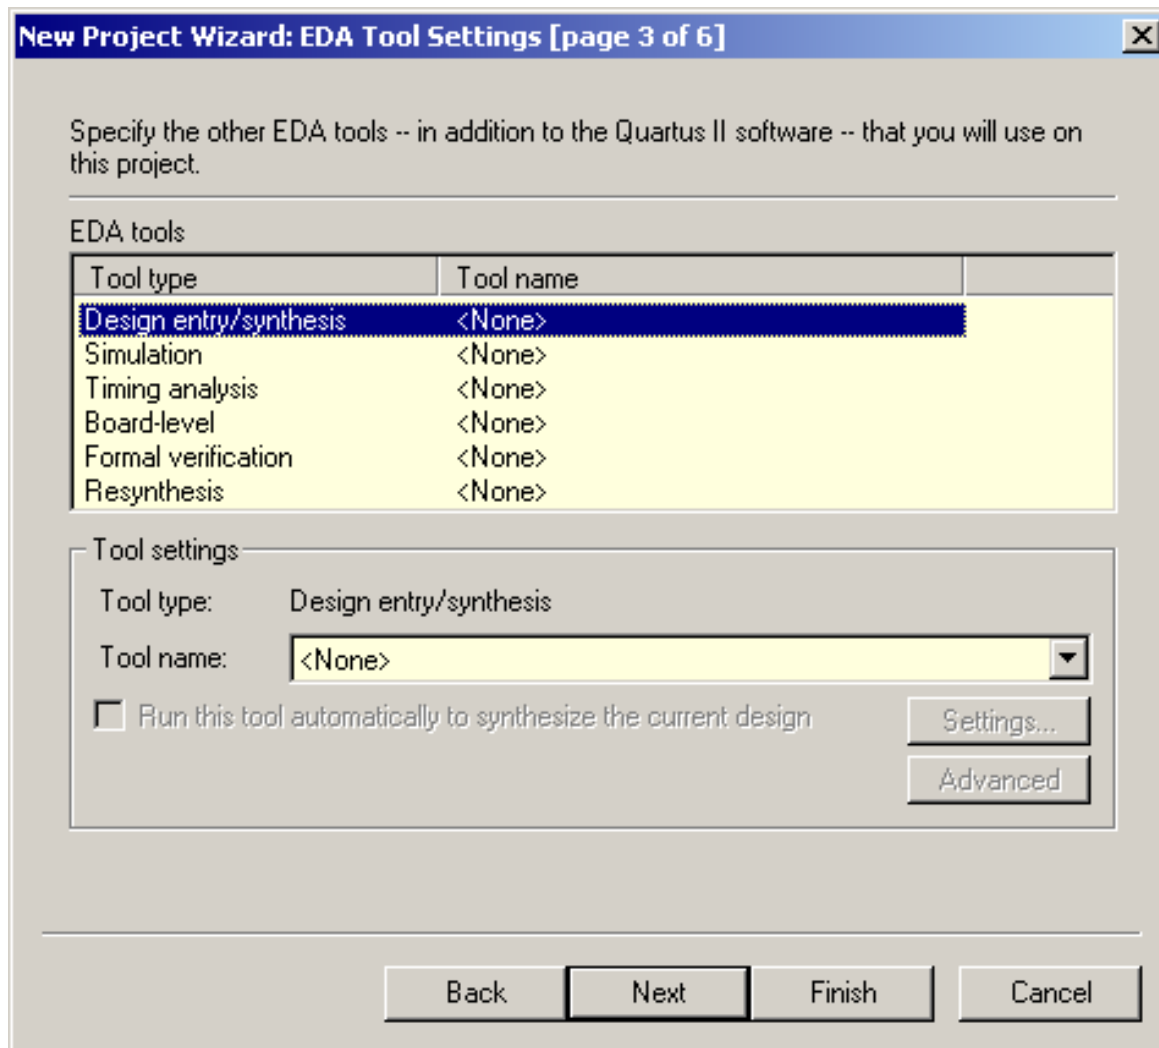 New Project Wizard: EDA Tool Settings [page 3 of 6]
Specify the other EDA tools -- in addition to the Quartus II software -- that you will use on
this project.
EDA tools
Tool type Tool name
Design entry/synthesis <None>
Simulation <None>
Timing analysis <None>
Board-level <None>
Formal verification <None>
Resynthesis <None>
Tool settings
Tool type: Design entry/synthesis
Tool name: <None>
Run this tool automatically to synthesize the current design Settings...
Advanced
Back Next Finish Cancel